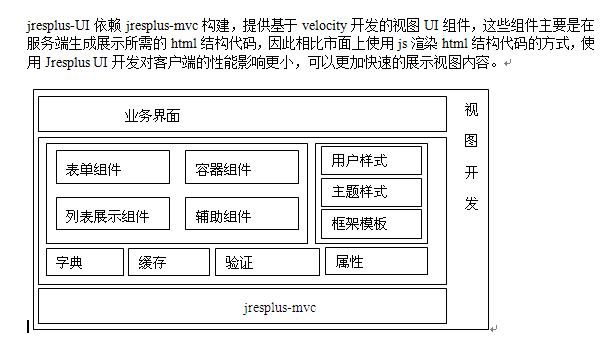 jresplus-UI 依赖 jresplus-mvc 构建，提供基于 velocity 开发的视图 UI 组件，这些组件主要是在
服务端生成展示所需的 html 结构代码，因此相比市面上使用 js 渲染 html 结构代码的方式，使
用 Jresplus UI 开发对客户端的性能影响更小，可以更加快速的展示视图内容。
业务界面
视图开发
表单组件
容器组件
用户样式
主题样式
列表展示组件
辅助组件
框架模板
字典
缓存
验证
属性
jresplus-mvc